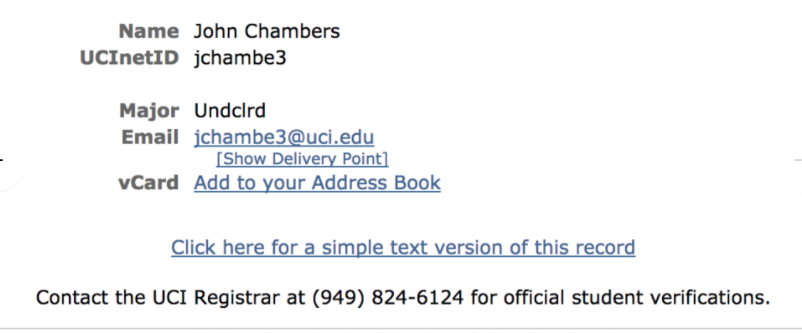 Name John Chambers
UCInetID jchambe3
Major Undclrd
Email jchambe3@uci.edu
[Show Delivery Point]
vCard Add to your Address Book
Click here for a simple text version of this record
Contact the UCI Registrar at (949) 824-6124 for official student verifications.